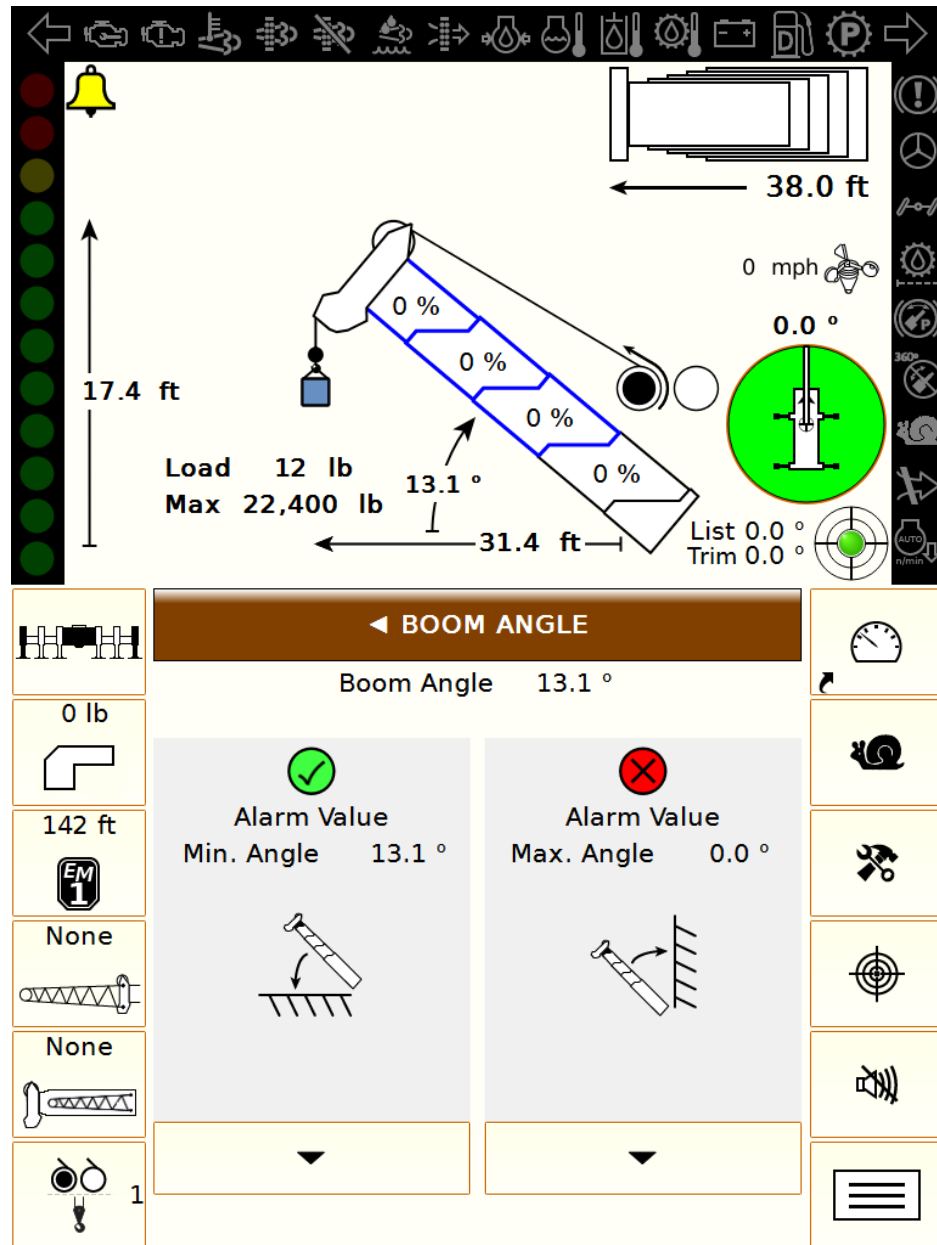 D
P
38.0 ft
0 mph
P
0.0 º
360º
0 %
0 %
17.4 ft
0 %
Load 12 lb
13.1 º
0 %
Max 22,400 lb
31.4 ft
List 0.0 º
Trim 0.0 º
AUTO
n/min
◄ BOOM ANGLE
Boom Angle 13.1 º
0 lb
142 ft
EM
1
None
None
1
Alarm Value
Min. Angle 13.1 º
Alarm Value
Max. Angle 0.0 º